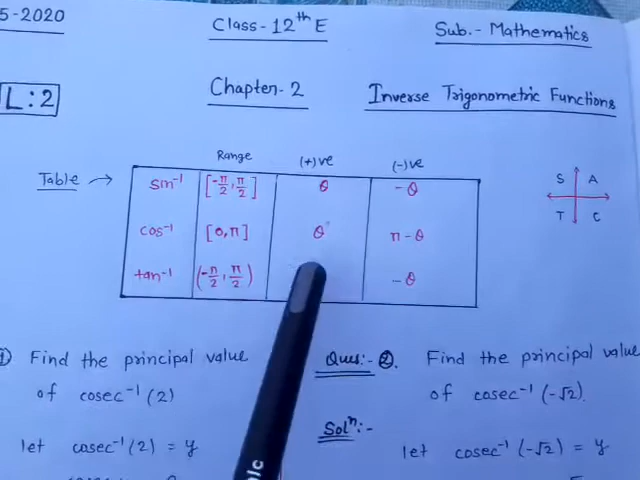 5-2020 Class-12th E Sub.- Mathematics
L:2 Chapter-2 Inverse Trigonometric Functions
Range (+)ve (-)ve
Table → sin⁻¹ [-π/2, π/2] θ -θ S A
cos⁻¹ [0, π] θ π-θ T C
tan⁻¹ (-π/2, π/2) -θ
① Find the principal value Ques:- ②. Find the principal value
of cosec⁻¹(2) of cosec⁻¹(-√2).
Solⁿ:-
let cosec⁻¹(2) = y let cosec⁻¹(-√2) = y